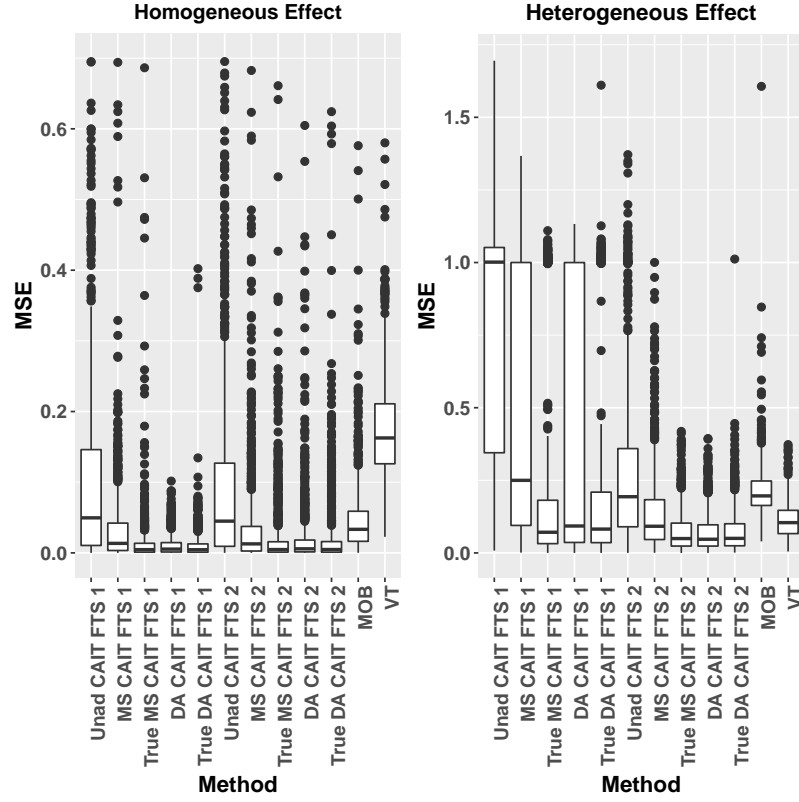 Homogeneous Effect
MSE
0.6
0.4
0.2
0.0
Unad CAIT FTS 1
MS CAIT FTS 1
True MS CAIT FTS 1
DA CAIT FTS 1
True DA CAIT FTS 1
Unad CAIT FTS 2
MS CAIT FTS 2
True MS CAIT FTS 2
DA CAIT FTS 2
True DA CAIT FTS 2
MOB
VT
Method
Heterogeneous Effect
MSE
1.5
1.0
0.5
0.0
Unad CAIT FTS 1
MS CAIT FTS 1
True MS CAIT FTS 1
DA CAIT FTS 1
True DA CAIT FTS 1
Unad CAIT FTS 2
MS CAIT FTS 2
True MS CAIT FTS 2
DA CAIT FTS 2
True DA CAIT FTS 2
MOB
VT
Method